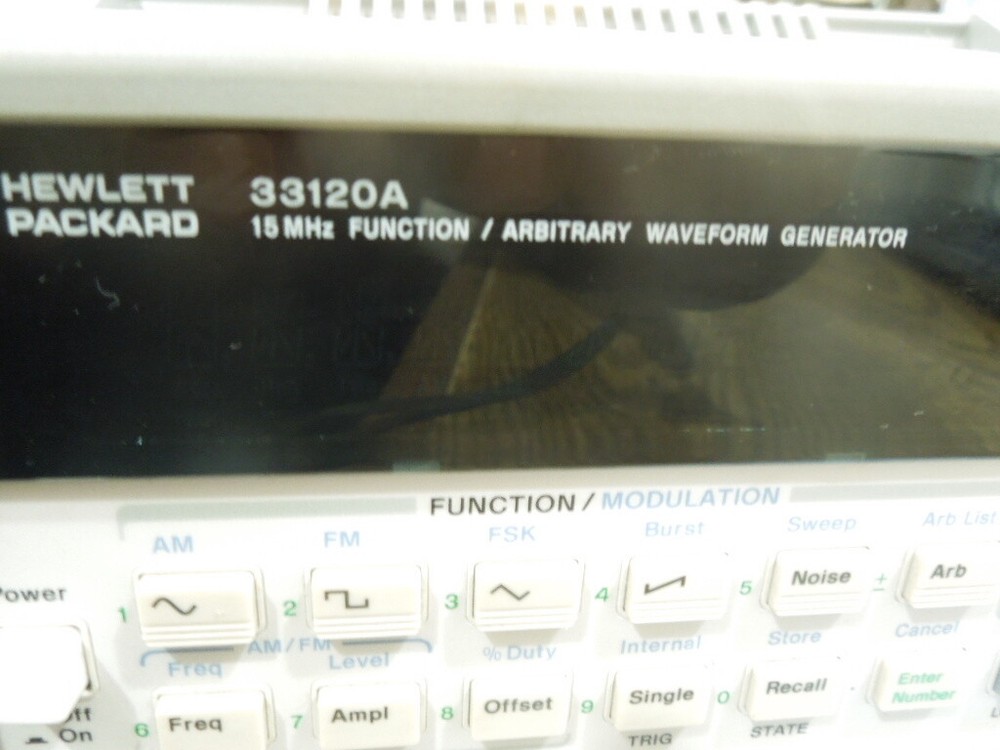 HEWLETT PACKARD
33120A
15 MHz FUNCTION / ARBITRARY WAVEFORM GENERATOR
FUNCTION / MODULATION
AM FM FSK Burst Sweep Arb List
Power
1 2 3 4 5 Noise ± Arb
AM/FM
Freq Level % Duty Internal Store Cancel
6 Freq 7 Ampl 8 Offset 9 Single 0 Recall . Enter Number
On TRIG STATE